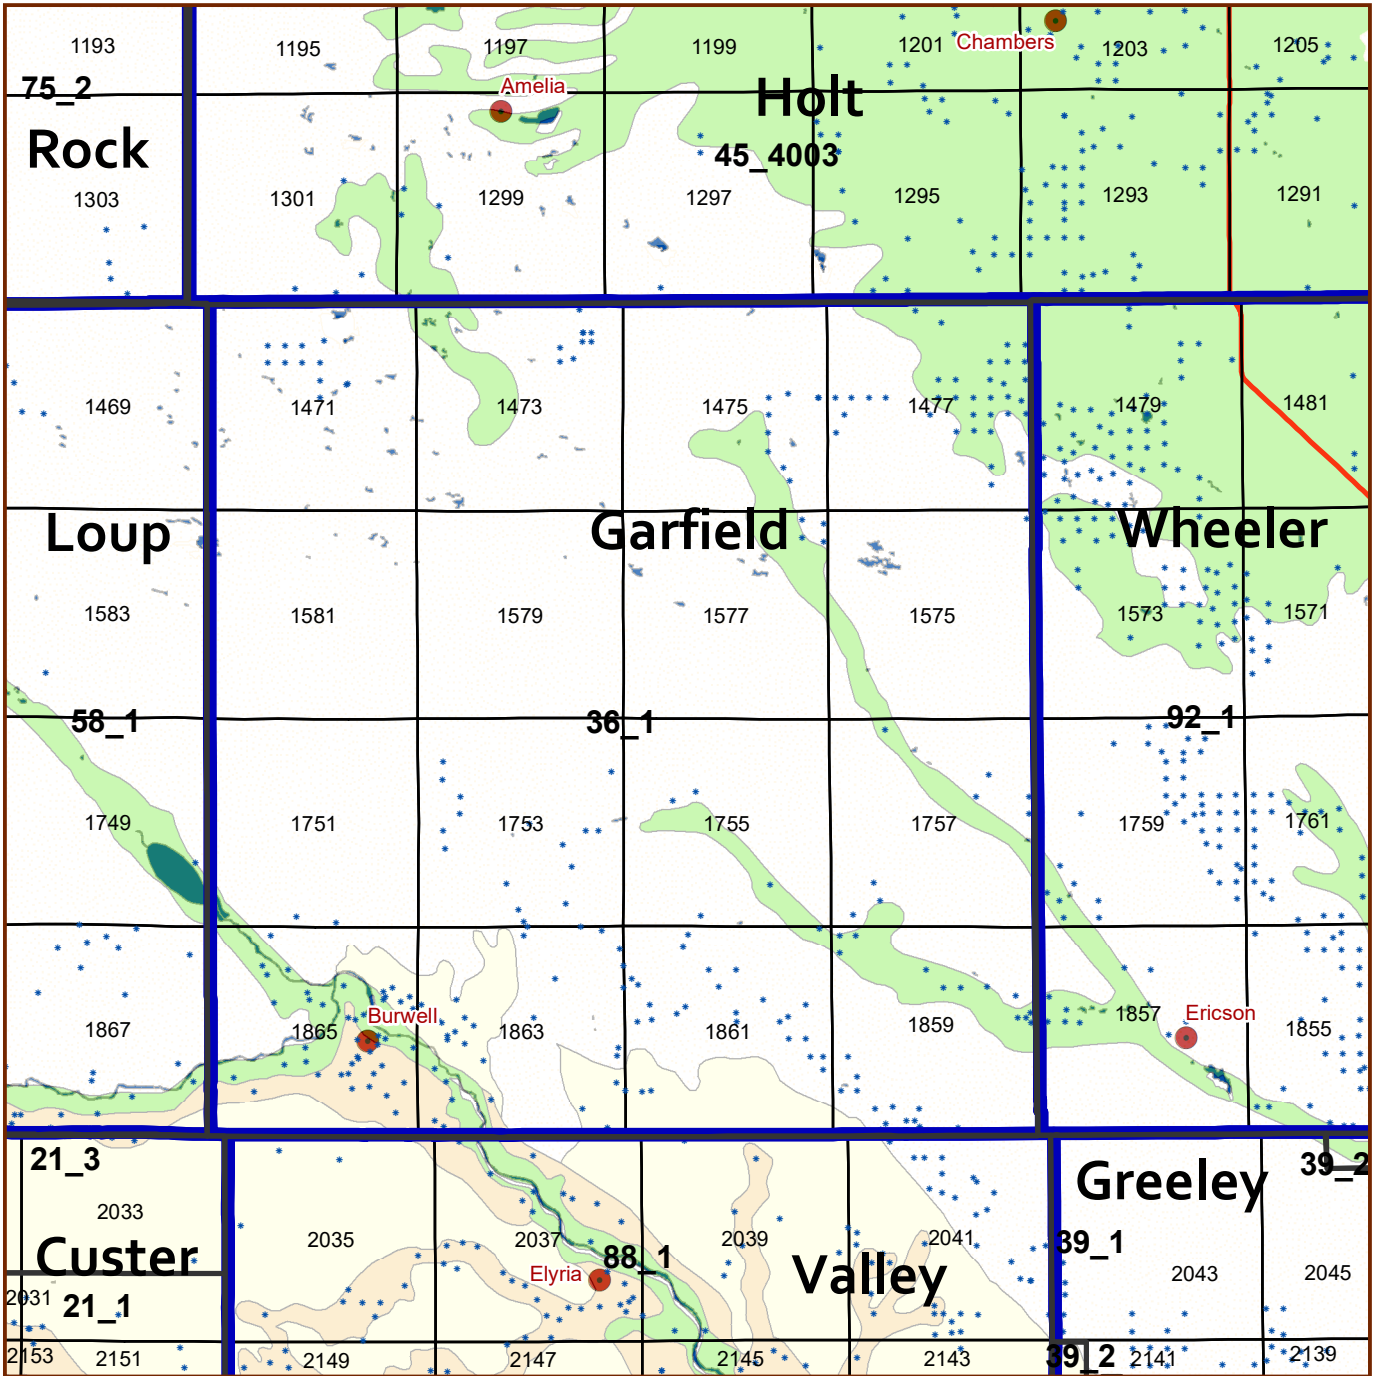 1193 1195 1197 1199 1201 Chambers 1203 1205
75_2 Amelia Holt
Rock 45_4003
1303 1301 1299 1297 1295 1293 1291
1469 1471 1473 1475 1477 1479 1481
Loup Garfield Wheeler
1583 1581 1579 1577 1575 1573 1571
58_1 36_1 92_1
1749 1751 1753 1755 1757 1759 1761
Burwell Ericson
1867 1865 1863 1861 1859 1857 1855
21_3 Greeley 39_2
2033
Custer 2035 2037 88_1 2039 Valley 2041 39_1
Elyria 2043 2045
2031 21_1
2153 2151 2149 2147 2145 2143 39_2 2141 2139